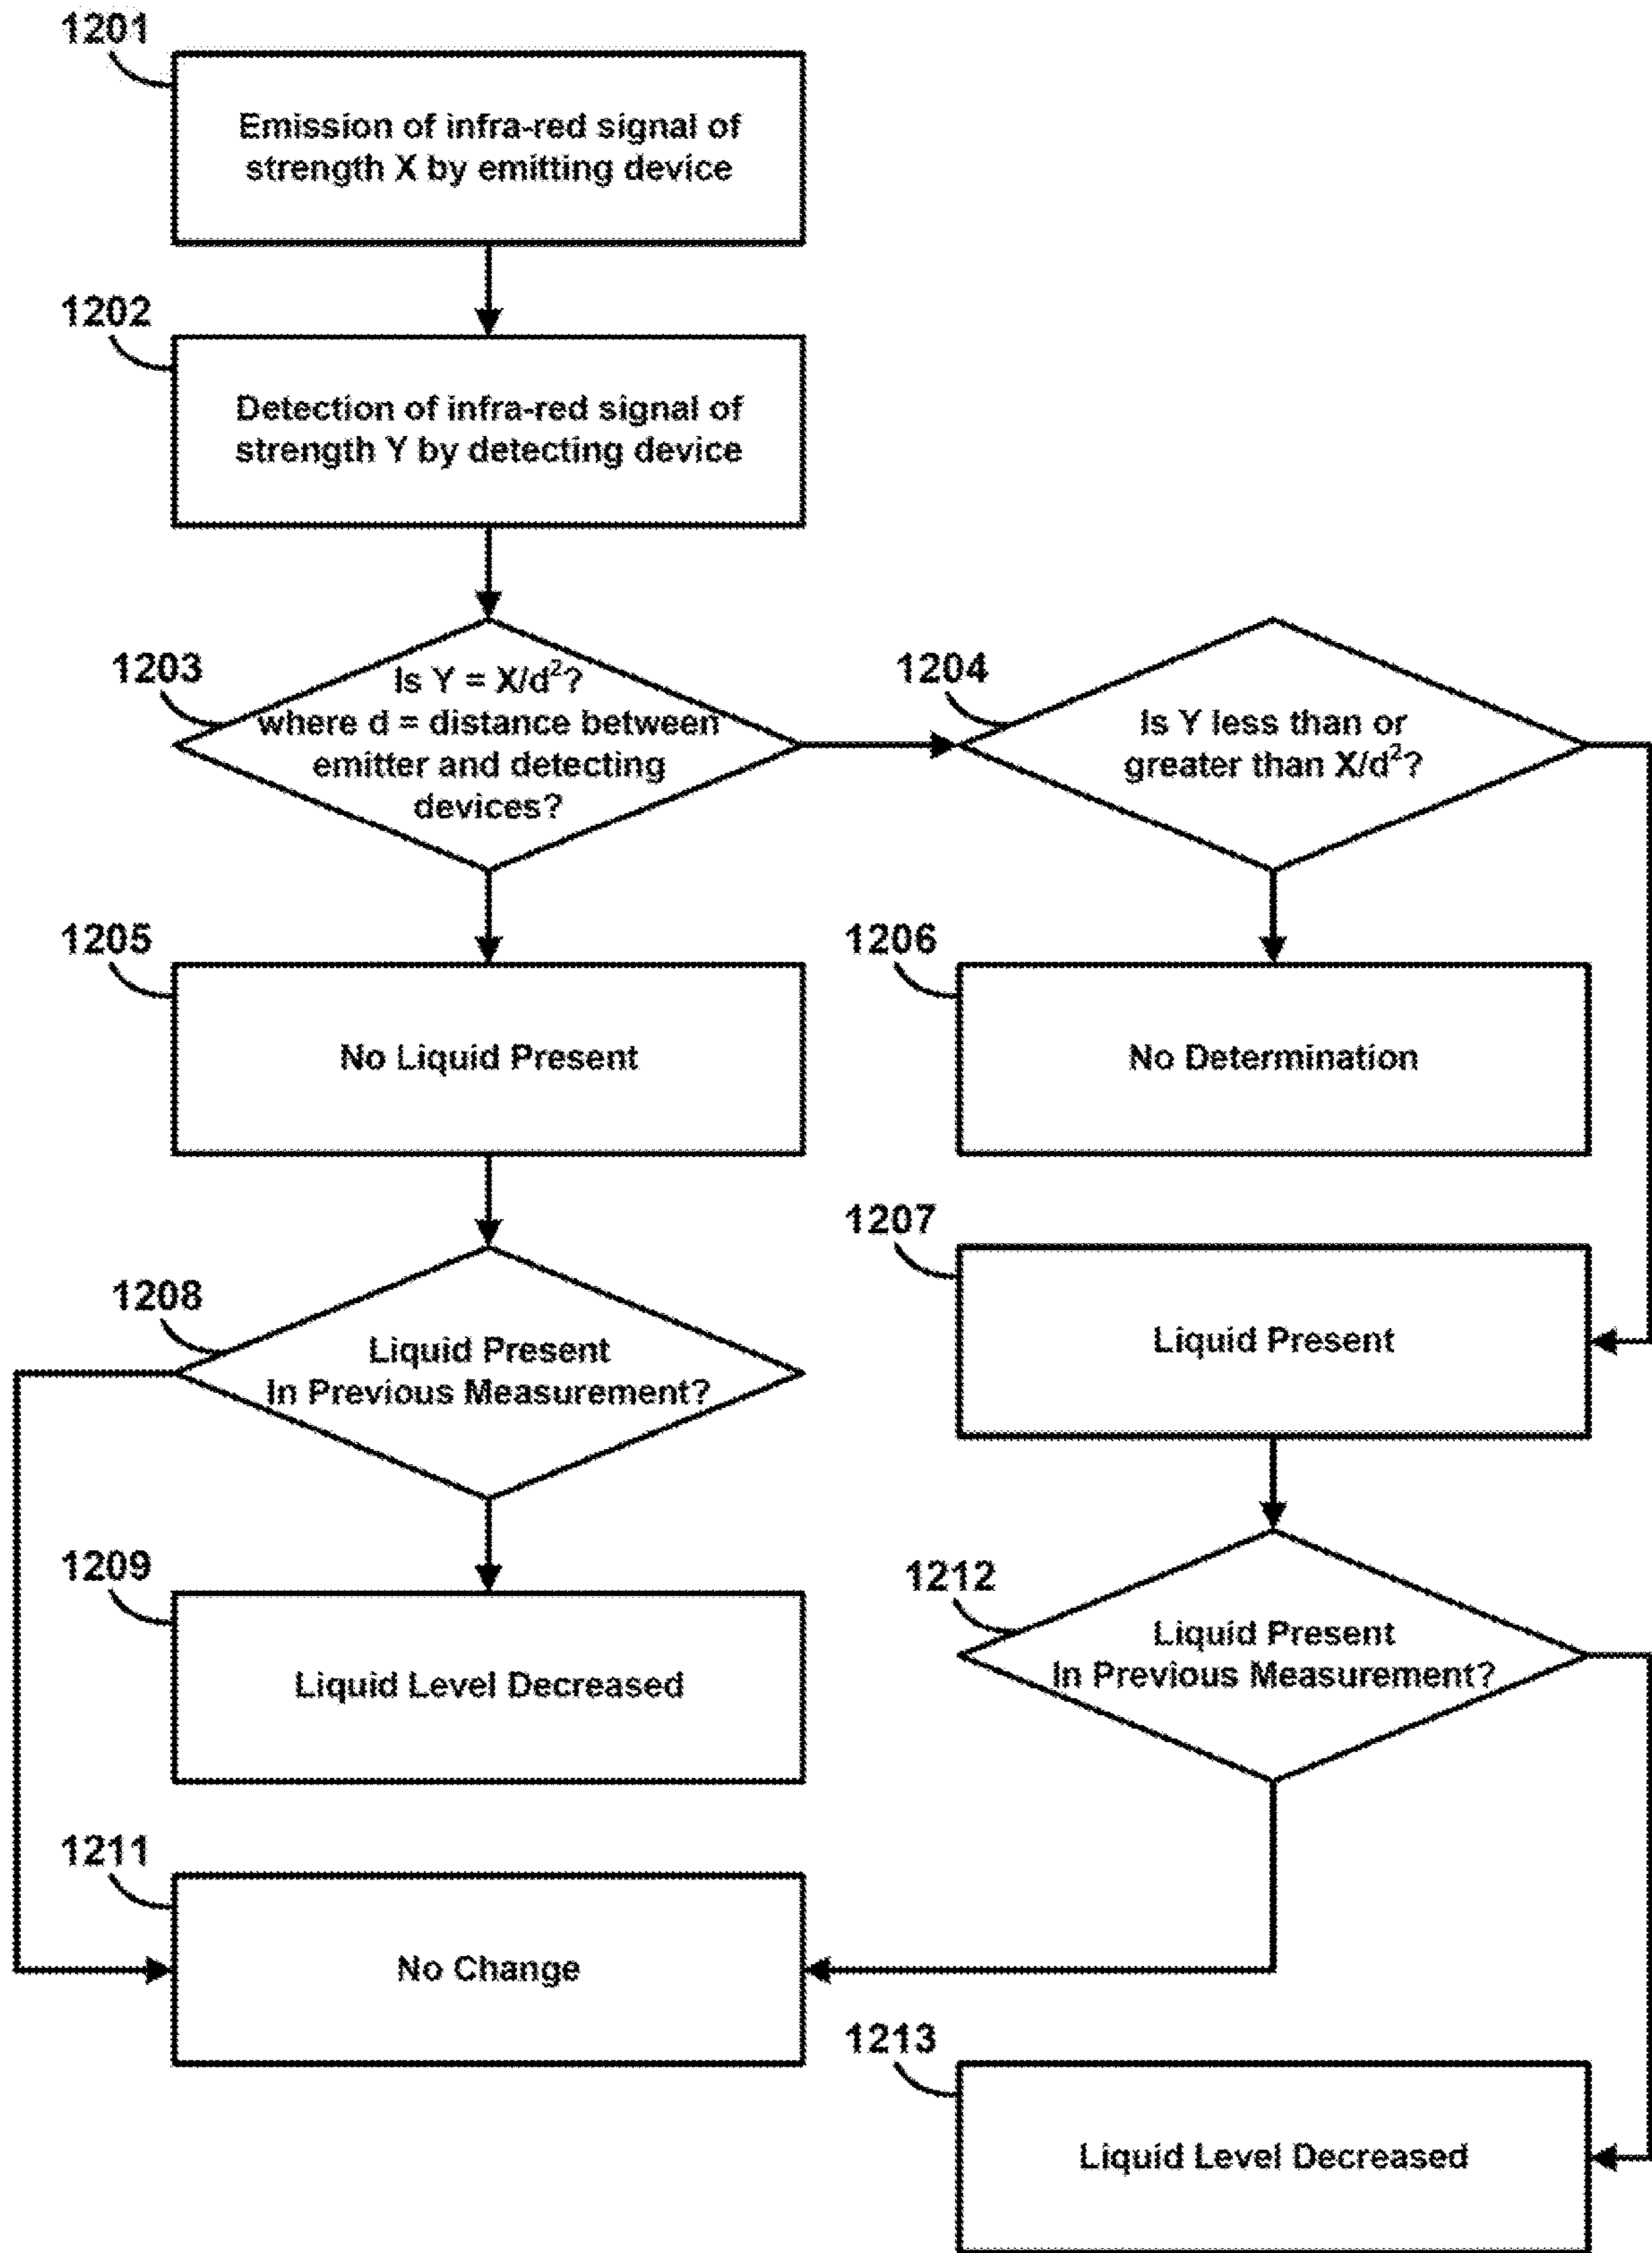 1201
Emission of infra-red signal of
strength X by emitting device
1202
Detection of infra-red signal of
strength Y by detecting device
1203
Is Y = X/d²?
where d = distance between
emitter and detecting
devices?
1204
Is Y less than or
greater than X/d²?
1205
No Liquid Present
1206
No Determination
1207
Liquid Present
1208
Liquid Present
In Previous Measurement?
1209
Liquid Level Decreased
1212
Liquid Present
In Previous Measurement?
1211
No Change
1213
Liquid Level Decreased